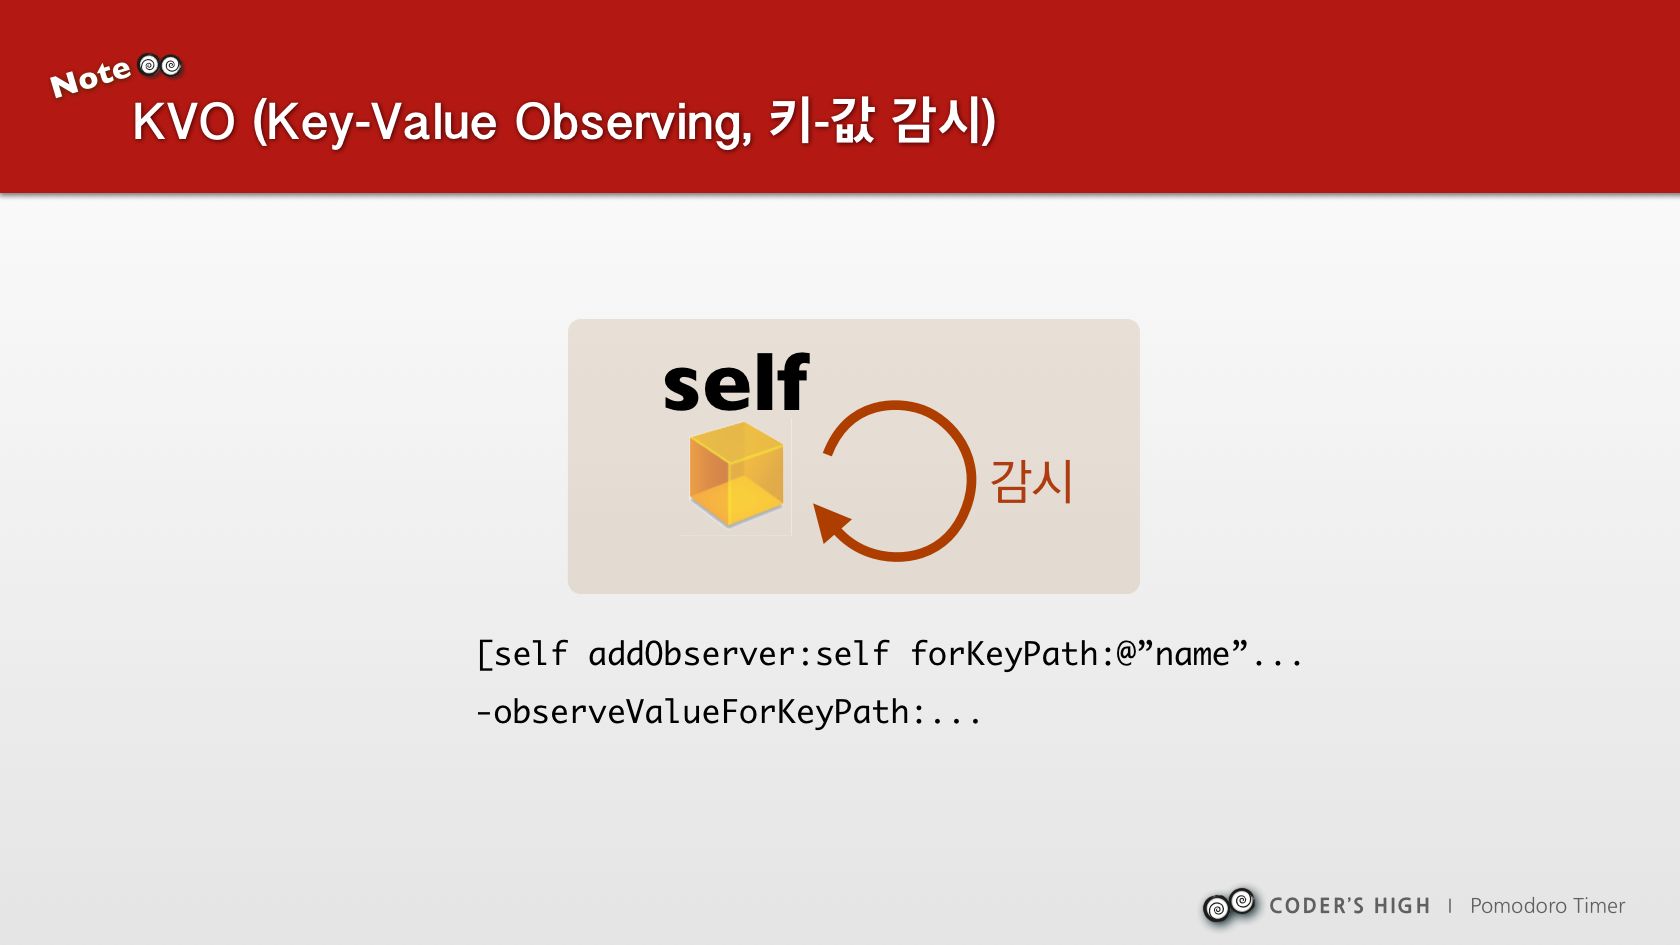 Note
KVO (Key-Value Observing, 키-값 감시)
self
감시
[self addObserver:self forKeyPath:@”name”...
-observeValueForKeyPath:...
CODER’S HIGH | Pomodoro Timer